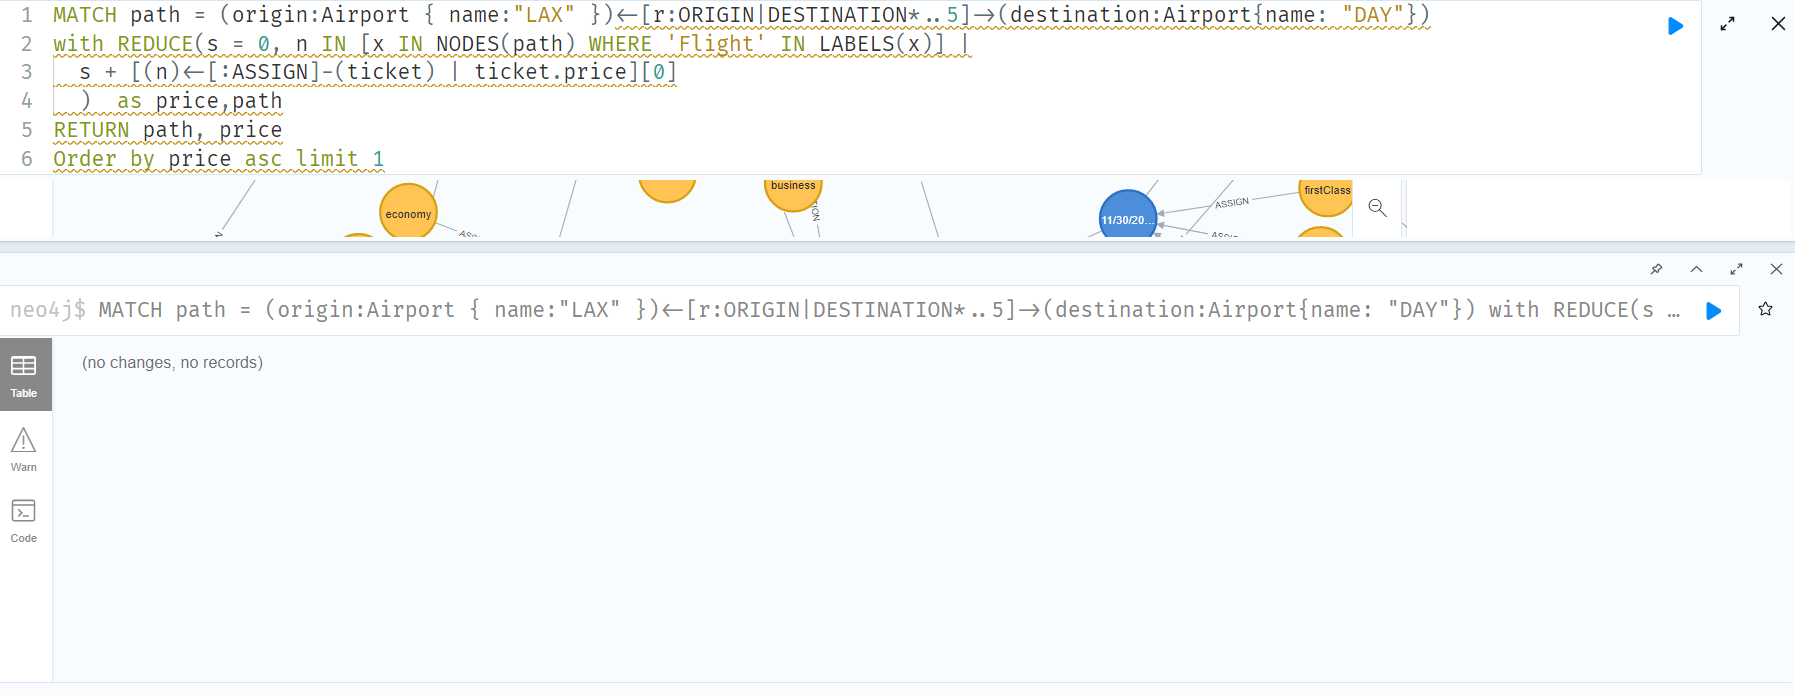 1 MATCH path = (origin:Airport { name:"LAX" })<-[r:ORIGIN|DESTINATION*..5]->(destination:Airport{name: "DAY"})
2 with REDUCE(s = 0, n IN [x IN NODES(path) WHERE 'Flight' IN LABELS(x)] |
3 s + [(n)<-[:ASSIGN]-(ticket) | ticket.price][0]
4 ) as price,path
5 RETURN path, price
6 Order by price asc limit 1
economy
business
11/30/20...
ASSIGN
firstClass
neo4j$ MATCH path = (origin:Airport { name:"LAX" })<-[r:ORIGIN|DESTINATION*..5]->(destination:Airport{name: "DAY"}) with REDUCE(s …
Table
(no changes, no records)
Warn
Code